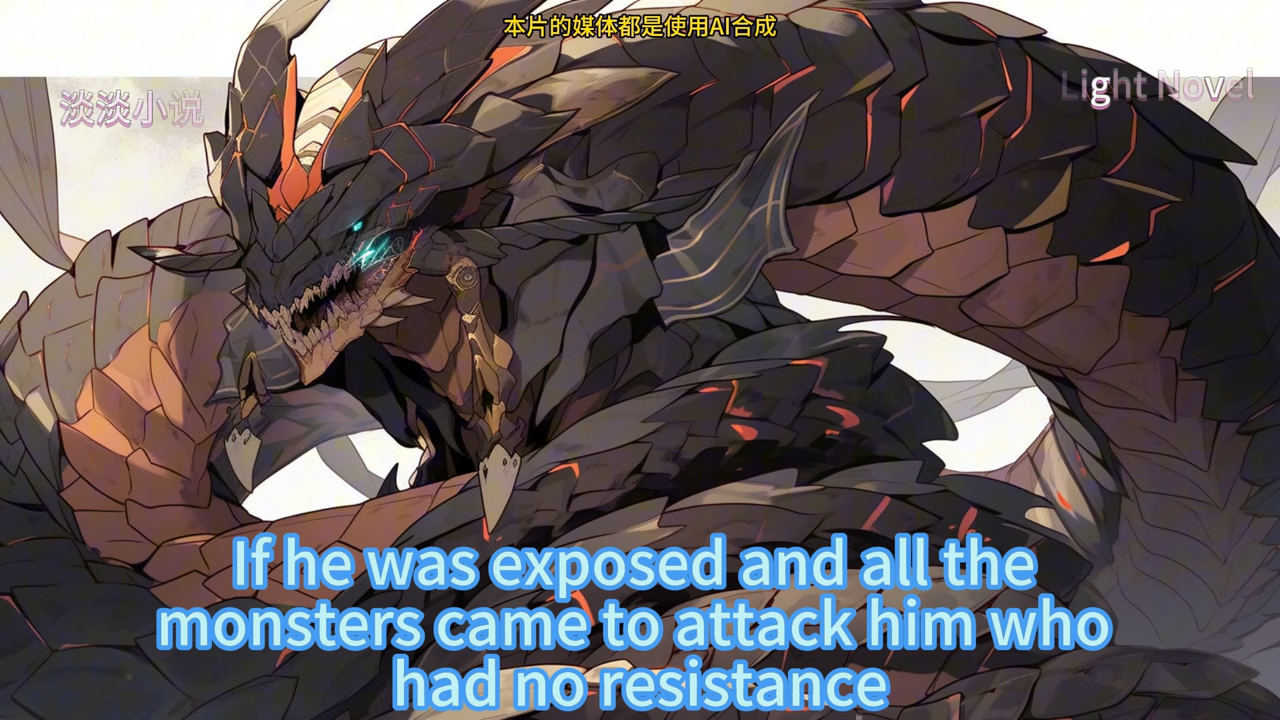 本片的媒体都是使用AI合成
淡淡小说
Light Novel
If he was exposed and all the
monsters came to attack him who
had no resistance